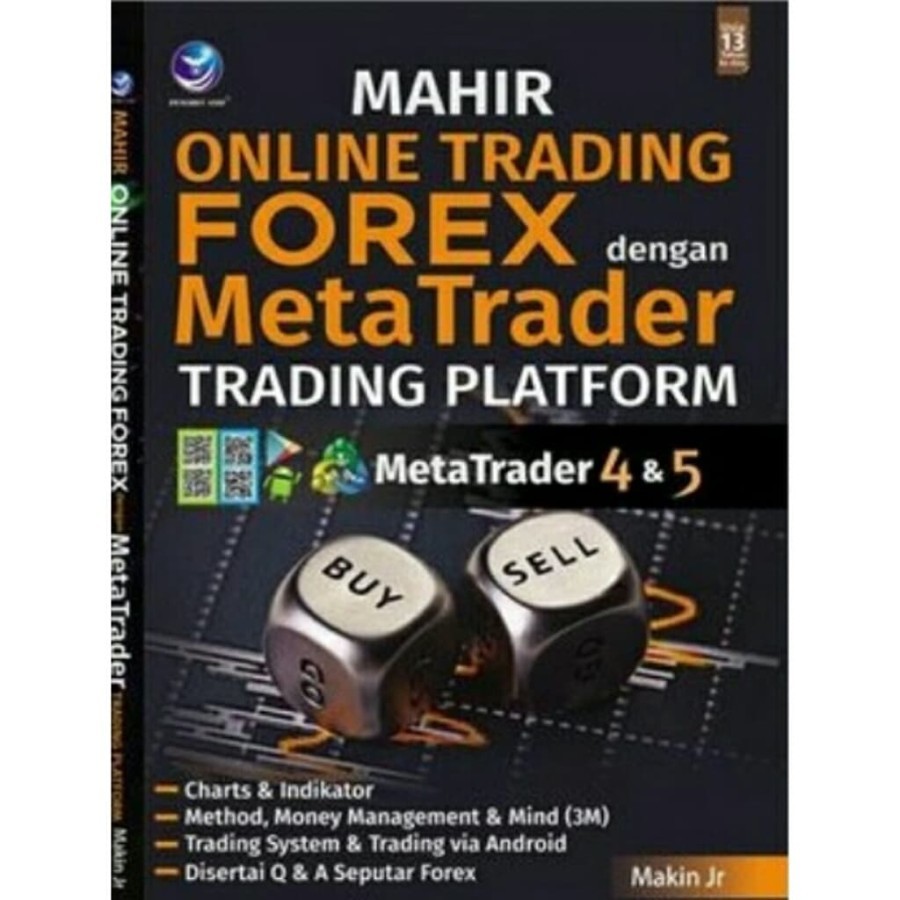 13
MAHIR
ONLINE TRADING
FOREX dengan
MetaTrader
TRADING PLATFORM
MetaTrader 4 & 5
BUY
SELL
GO
Charts & Indikator
Method, Money Management & Mind (3M)
Trading System & Trading via Android
Disertai Q & A Seputar Forex
Makin Jr
MAHIR ONLINE TRADING FOREX dengan MetaTrader TRADING PLATFORM Makin Jr